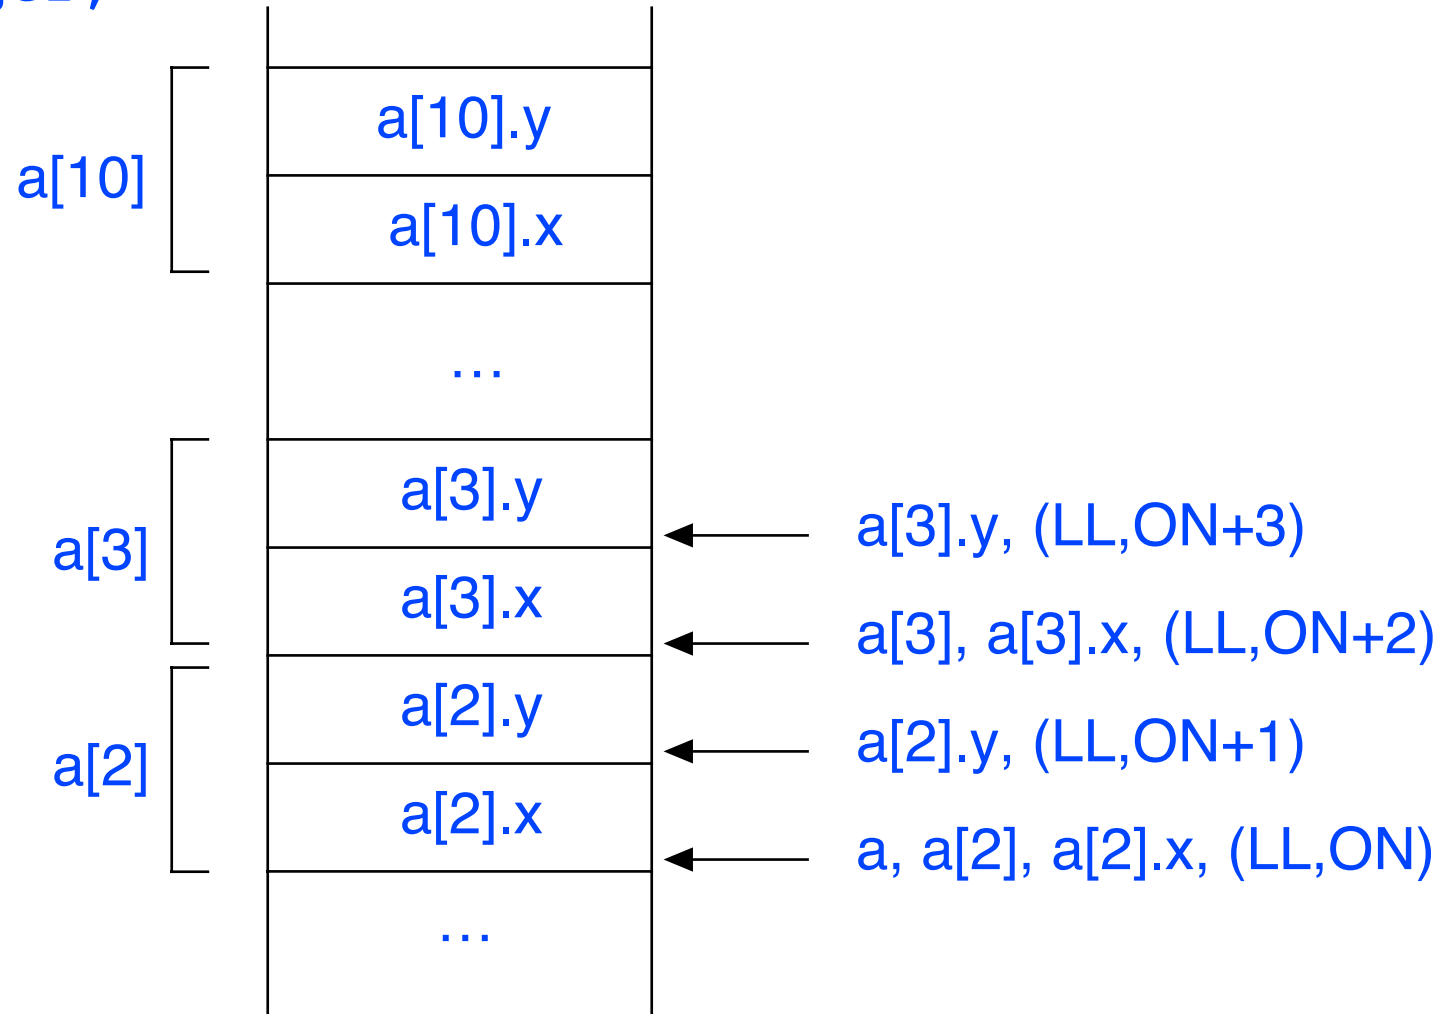 a[10].y
a[10]
a[10].x
...
a[3].y
a[3].y, (LL,ON+3)
a[3]
a[3].x
a[3], a[3].x, (LL,ON+2)
a[2].y
a[2].y, (LL,ON+1)
a[2]
a[2].x
a, a[2], a[2].x, (LL,ON)
...